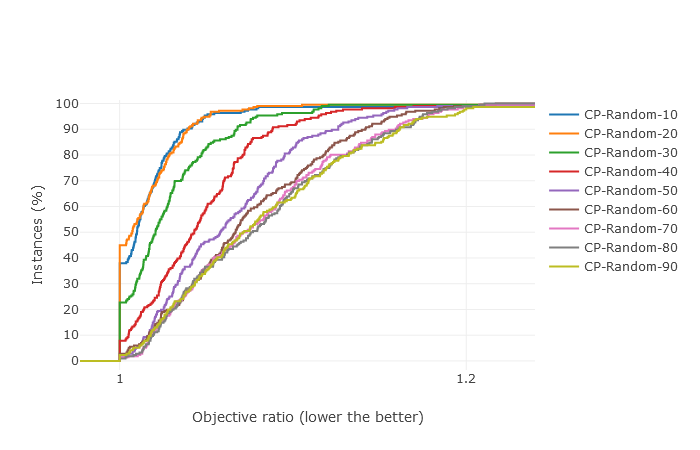 100
90
80
70
60
50
40
30
20
10
0
Instances (%)
1
1.2
Objective ratio (lower the better)
CP-Random-10
CP-Random-20
CP-Random-30
CP-Random-40
CP-Random-50
CP-Random-60
CP-Random-70
CP-Random-80
CP-Random-90